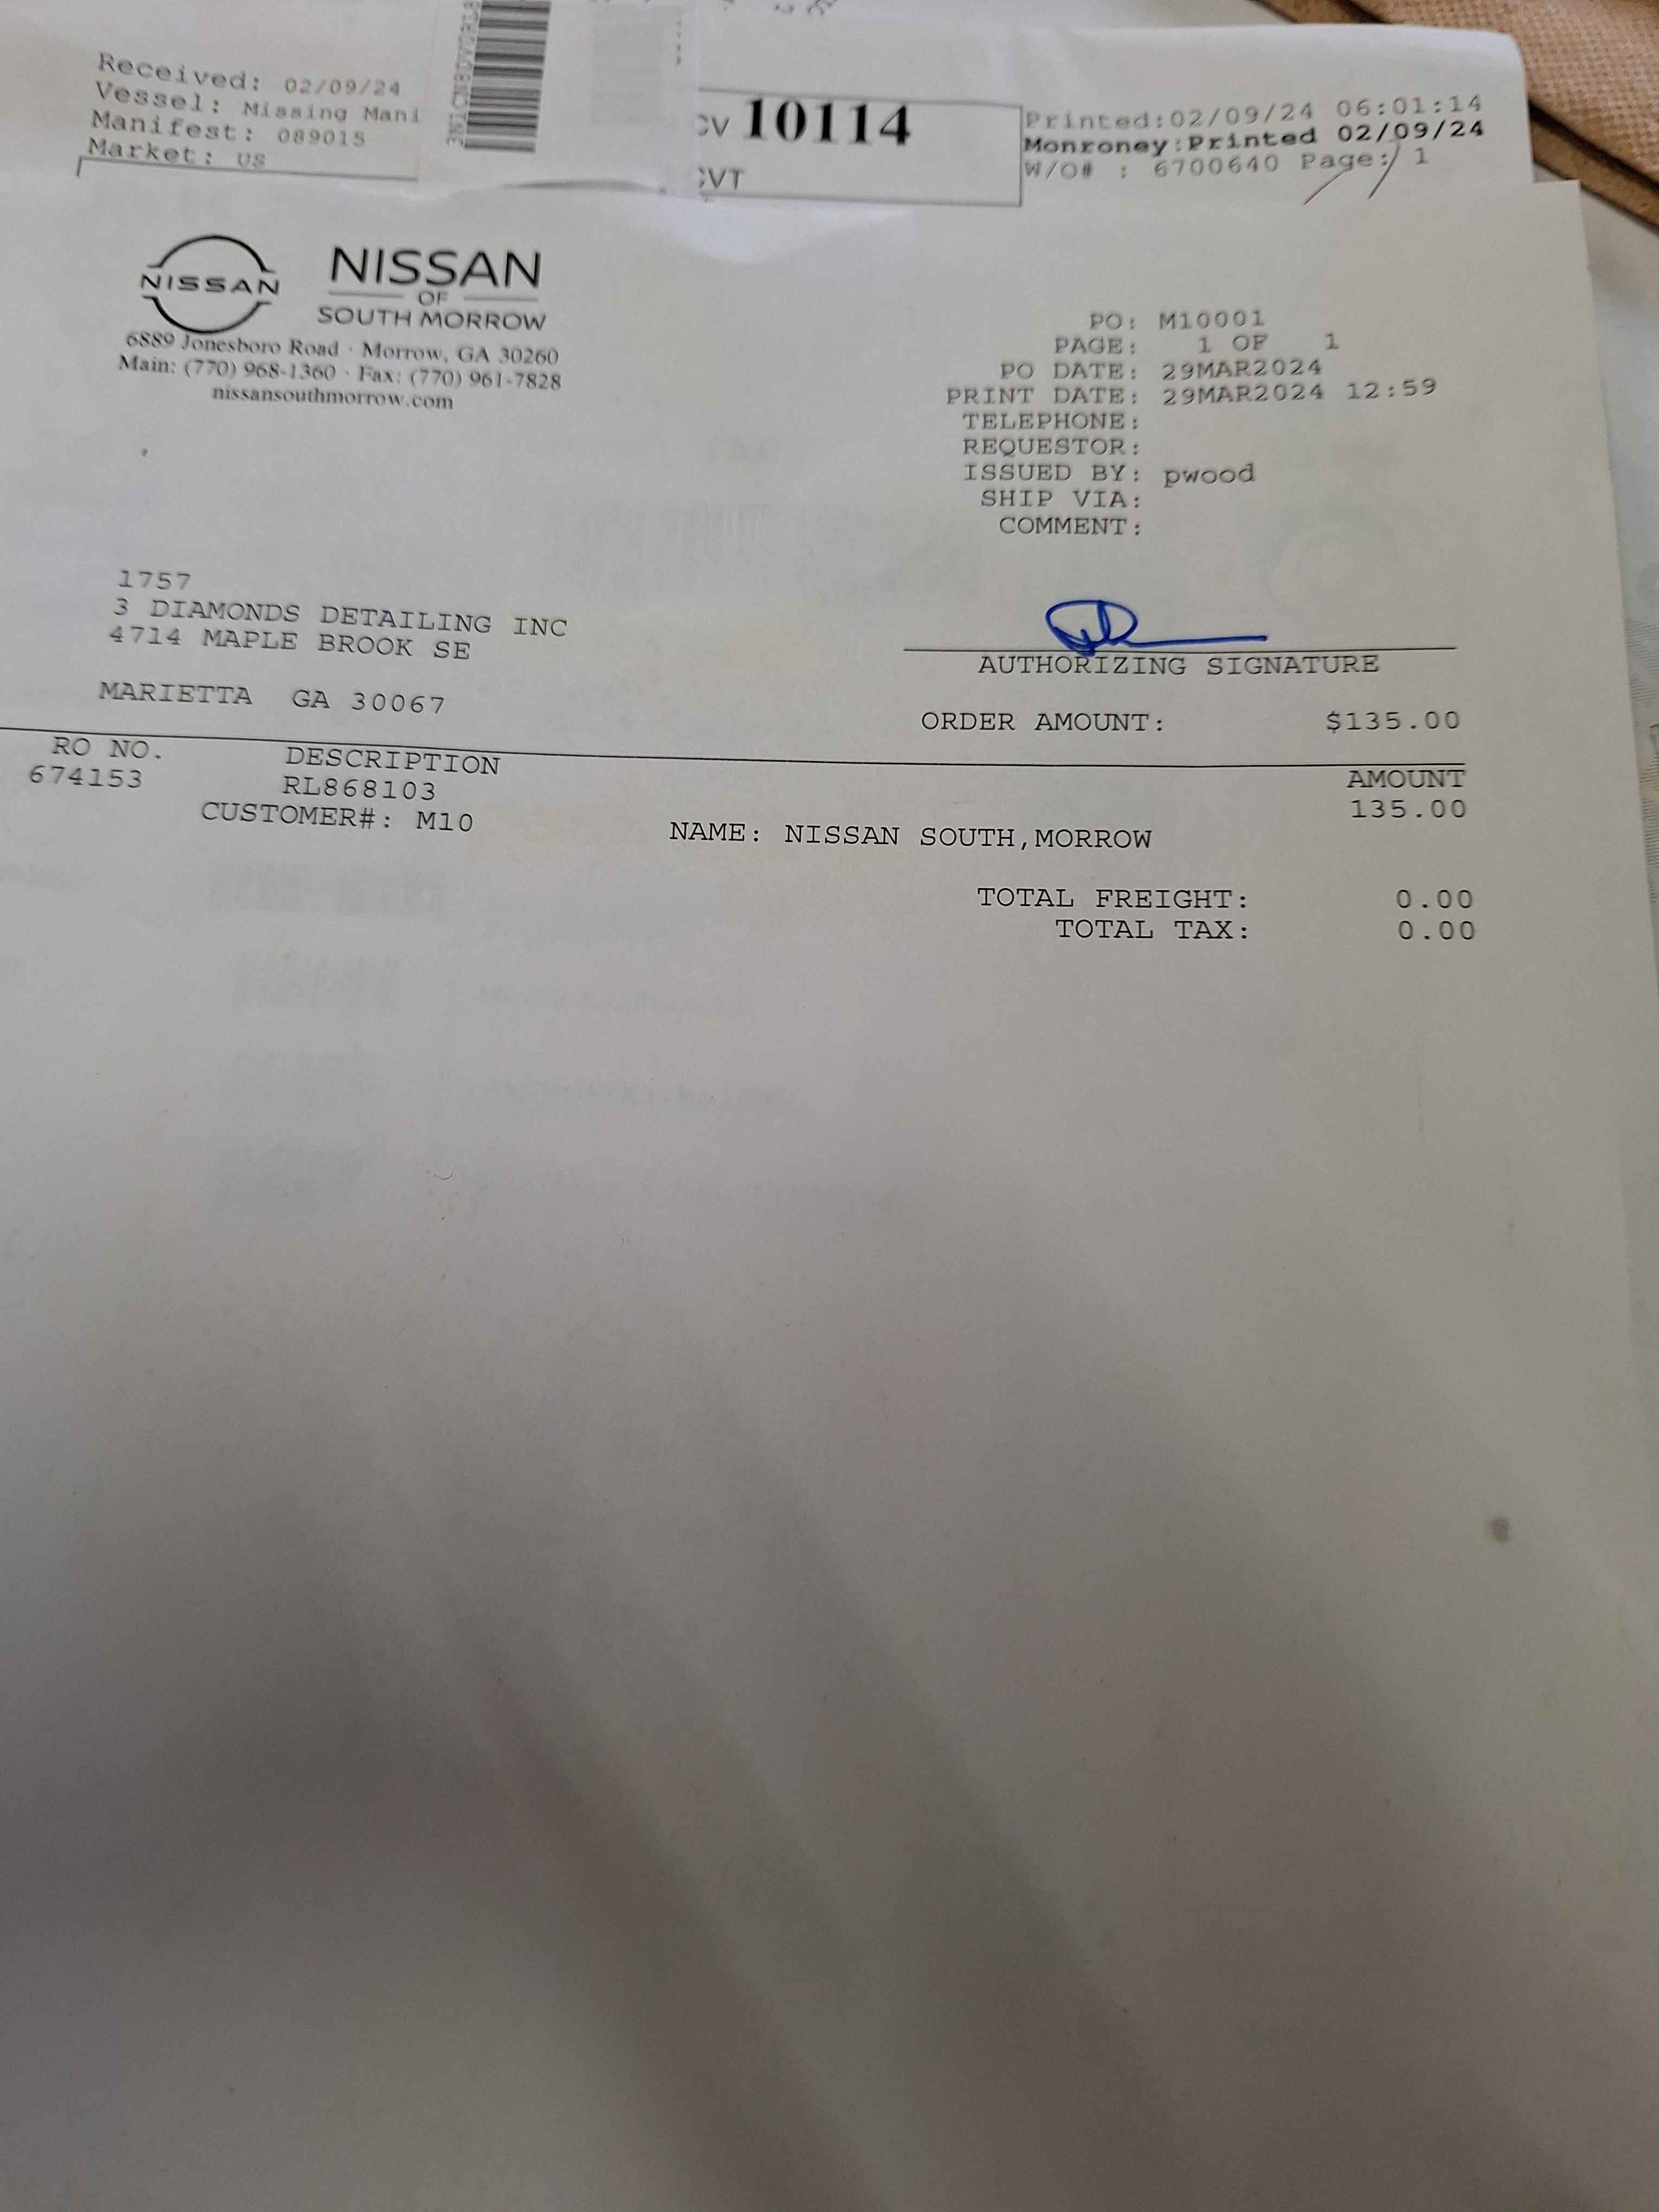 Received: 02/09/24
Vessel: Missing Mani
Manifest: 089015
Market: US
CV 10114
CVT
Printed:02/09/24 06:01:14
Monroney:Printed 02/09/24
W/O# : 6700640 Page: 1
NISSAN
NISSAN
OF
SOUTH MORROW
6889 Jonesboro Road · Morrow, GA 30260
Main: (770) 968-1360 · Fax: (770) 961-7828
nissansouthmorrow.com
PO: M10001
PAGE: 1 OF 1
PO DATE: 29MAR2024
PRINT DATE: 29MAR2024 12:59
TELEPHONE:
REQUESTOR:
ISSUED BY: pwood
SHIP VIA:
COMMENT:
1757
3 DIAMONDS DETAILING INC
4714 MAPLE BROOK SE
MARIETTA GA 30067
AUTHORIZING SIGNATURE
ORDER AMOUNT: $135.00
RO NO. DESCRIPTION AMOUNT
674153 RL868103 135.00
CUSTOMER#: M10 NAME: NISSAN SOUTH,MORROW
TOTAL FREIGHT: 0.00
TOTAL TAX: 0.00